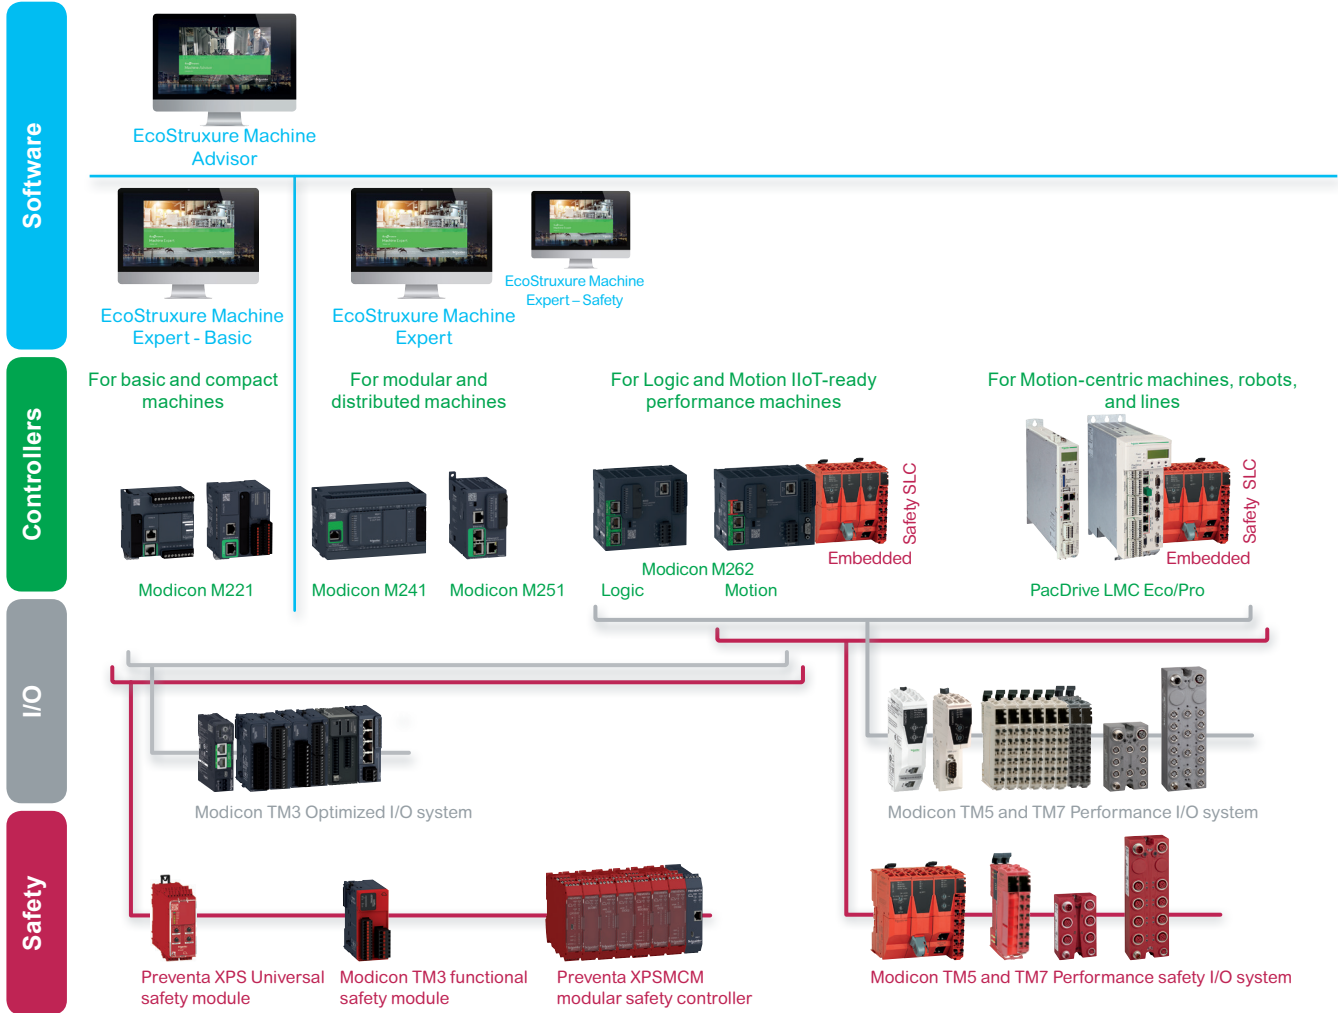 Software
EcoStruxure Machine
Advisor
EcoStruxure Machine
Expert - Basic
EcoStruxure Machine
Expert
EcoStruxure Machine
Expert – Safety
Controllers
For basic and compact
machines
For modular and
distributed machines
For Logic and Motion IIoT-ready
performance machines
For Motion-centric machines, robots,
and lines
Safety SLC
Embedded
Safety SLC
Embedded
Modicon M221
Modicon M241
Modicon M251
Modicon M262
Logic
Motion
PacDrive LMC Eco/Pro
I/O
Modicon TM3 Optimized I/O system
Modicon TM5 and TM7 Performance I/O system
Safety
Preventa XPS Universal
safety module
Modicon TM3 functional
safety module
Preventa XPSMCM
modular safety controller
Modicon TM5 and TM7 Performance safety I/O system